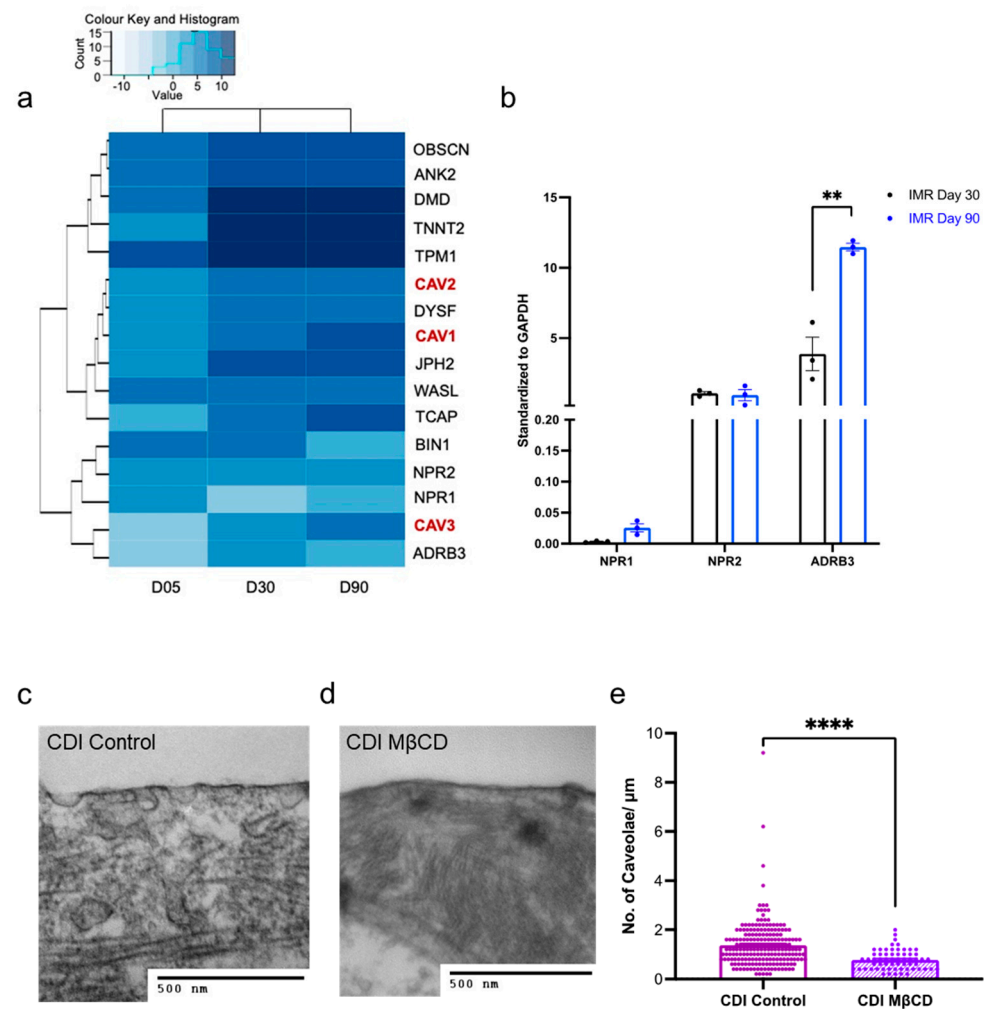 Colour Key and Histogram
Count
15
10
5
0
-10 0 5 10
Value
a
OBSCN
ANK2
DMD
TNNT2
TPM1
CAV2
DYSF
CAV1
JPH2
WASL
TCAP
BIN1
NPR2
NPR1
CAV3
ADRB3
D05 D30 D90
b
Standardized to GAPDH
15
10
5
0.20
0.15
0.10
0.05
0.00
**
IMR Day 30
IMR Day 90
NPR1 NPR2 ADRB3
c
CDI Control
500 nm
d
CDI MβCD
500 nm
e
No. of Caveolae/ μm
10
8
6
4
2
0
****
CDI Control CDI MβCD